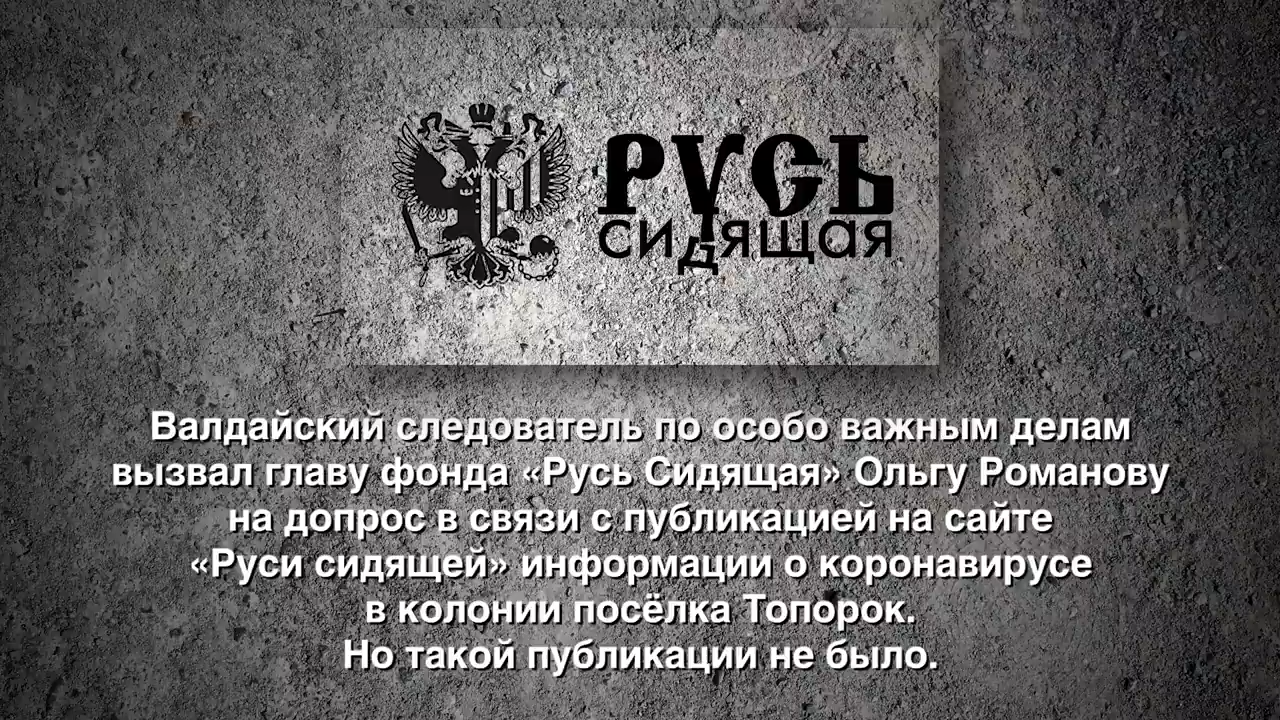 РУСЬ
сидящая
Валдайский следователь по особо важным делам
вызвал главу фонда «Русь Сидящая» Ольгу Романову
на допрос в связи с публикацией на сайте
«Руси сидящей» информации о коронавирусе
в колонии посёлка Топорок.
Но такой публикации не было.